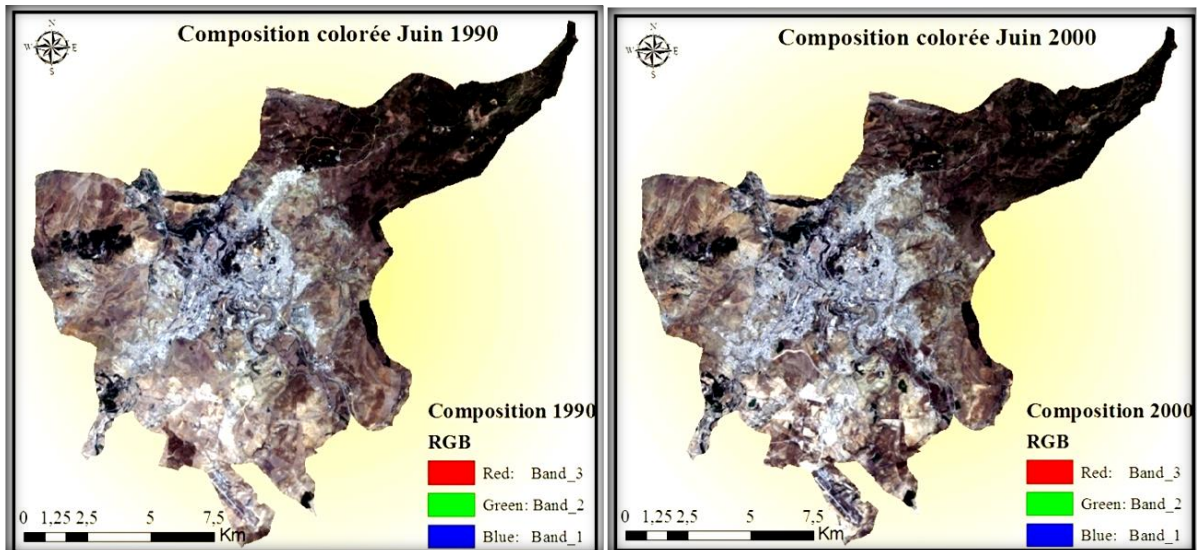 Composition colorée Juin 1990
N
W E
S
Composition 1990
RGB
Red: Band_3
Green: Band_2
Blue: Band_1
0 1,25 2,5 5 7,5
Km
Composition colorée Juin 2000
N
W E
S
Composition 2000
RGB
Red: Band_3
Green: Band_2
Blue: Band_1
0 1,25 2,5 5 7,5
Km